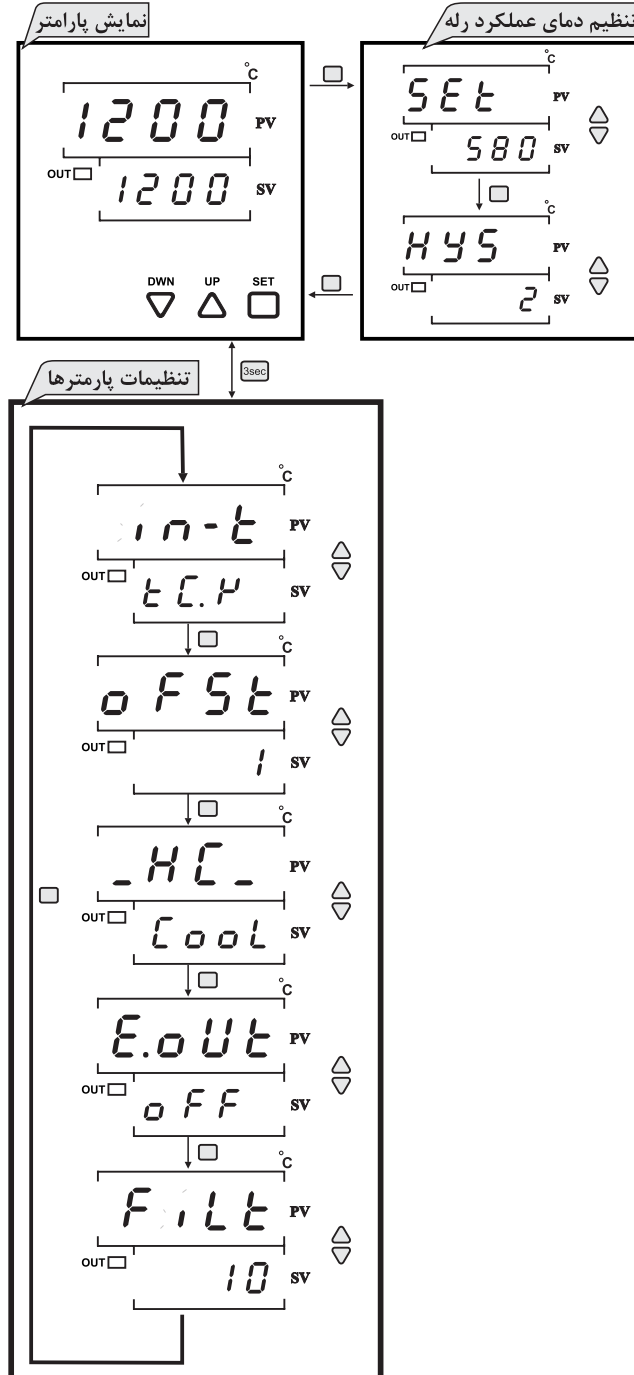 نمایش پارامتر
°C
1200 PV
OUT
1200 SV
DWN UP SET
تنظیم دمای عملکرد رله
°C
SEt PV
OUT
580 SV
°C
HYS PV
OUT
2 SV
3sec
تنظیمات پارمترها
°C
in-t PV
OUT
tC.K SV
°C
oFSt PV
OUT
1 SV
°C
_HC_ PV
OUT
CooL SV
°C
E.oUt PV
OUT
oFF SV
°C
FiLt PV
OUT
10 SV